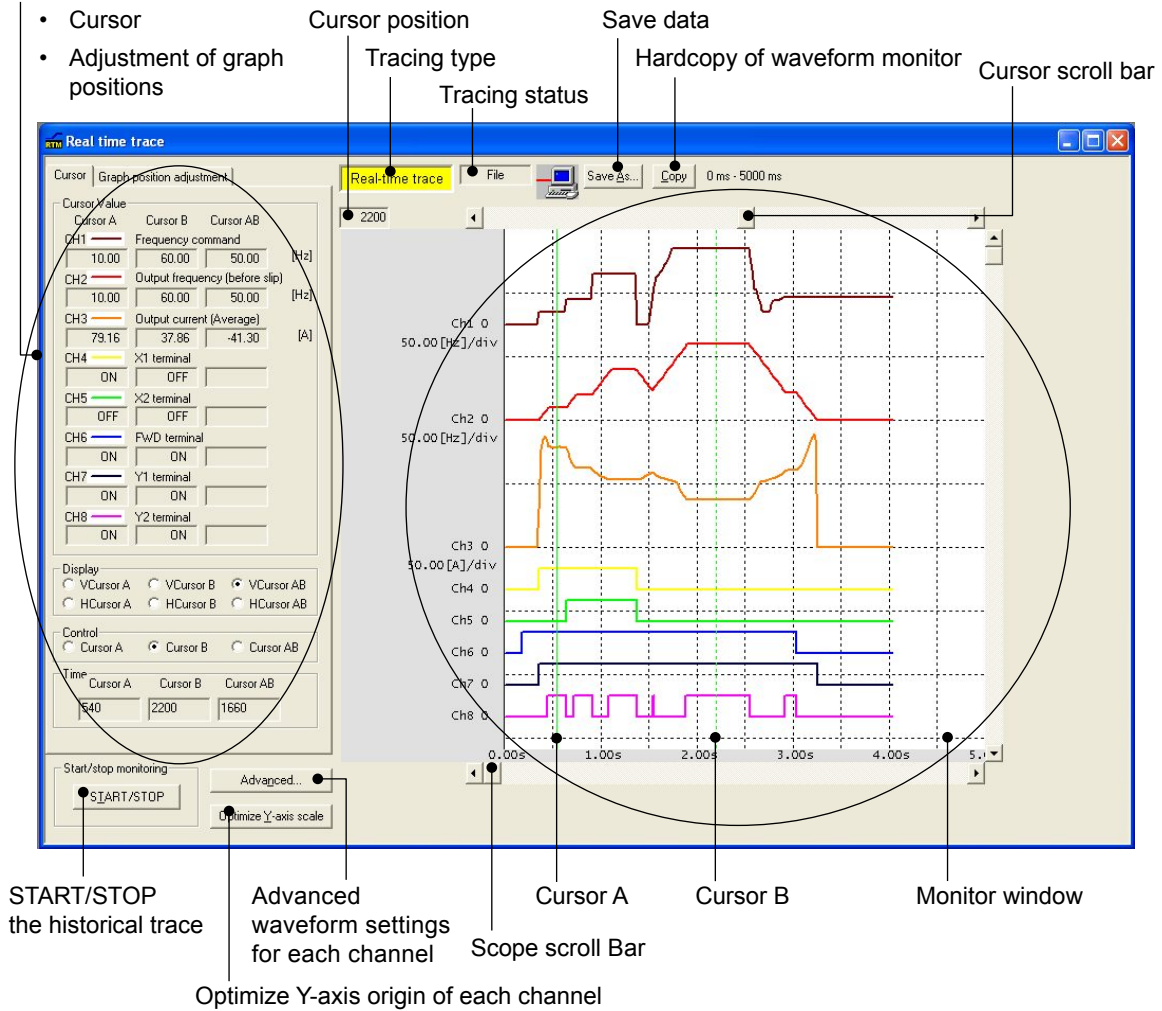 • Cursor
• Adjustment of graph
positions
Cursor position
Tracing type
Tracing status
Save data
Hardcopy of waveform monitor
Cursor scroll bar
RTM Real time trace
Cursor Graph position adjustment
Real-time trace File Save As... Copy 0 ms - 5000 ms
2200
Cursor Value
Cursor A Cursor B Cursor AB
CH1 Frequency command
10.00 60.00 50.00 [Hz]
CH2 Output frequency (before slip)
10.00 60.00 50.00 [Hz]
CH3 Output current (Average)
79.16 37.86 -41.30 [A]
CH4 X1 terminal
ON OFF
CH5 X2 terminal
OFF OFF
CH6 FWD terminal
ON ON
CH7 Y1 terminal
ON ON
CH8 Y2 terminal
ON ON
Display
VCursor A VCursor B VCursor AB
HCursor A HCursor B HCursor AB
Control
Cursor A Cursor B Cursor AB
Time
Cursor A Cursor B Cursor AB
540 2200 1660
Start/stop monitoring
START/STOP
Advanced...
Optimize Y-axis scale
Ch1 0
50.00[Hz]/div
Ch2 0
50.00[Hz]/div
Ch3 0
50.00[A]/div
Ch4 0
Ch5 0
Ch6 0
Ch7 0
Ch8 0
0.00s 1.00s 2.00s 3.00s 4.00s 5.
START/STOP
the historical trace
Advanced
waveform settings
for each channel
Cursor A
Cursor B
Monitor window
Scope scroll Bar
Optimize Y-axis origin of each channel